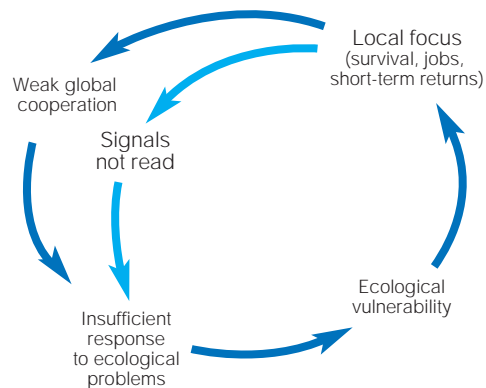 Local focus
(survival, jobs,
short-term returns)
Weak global
cooperation
Signals
not read
Ecological
vulnerability
Insufficient
response
to ecological
problems